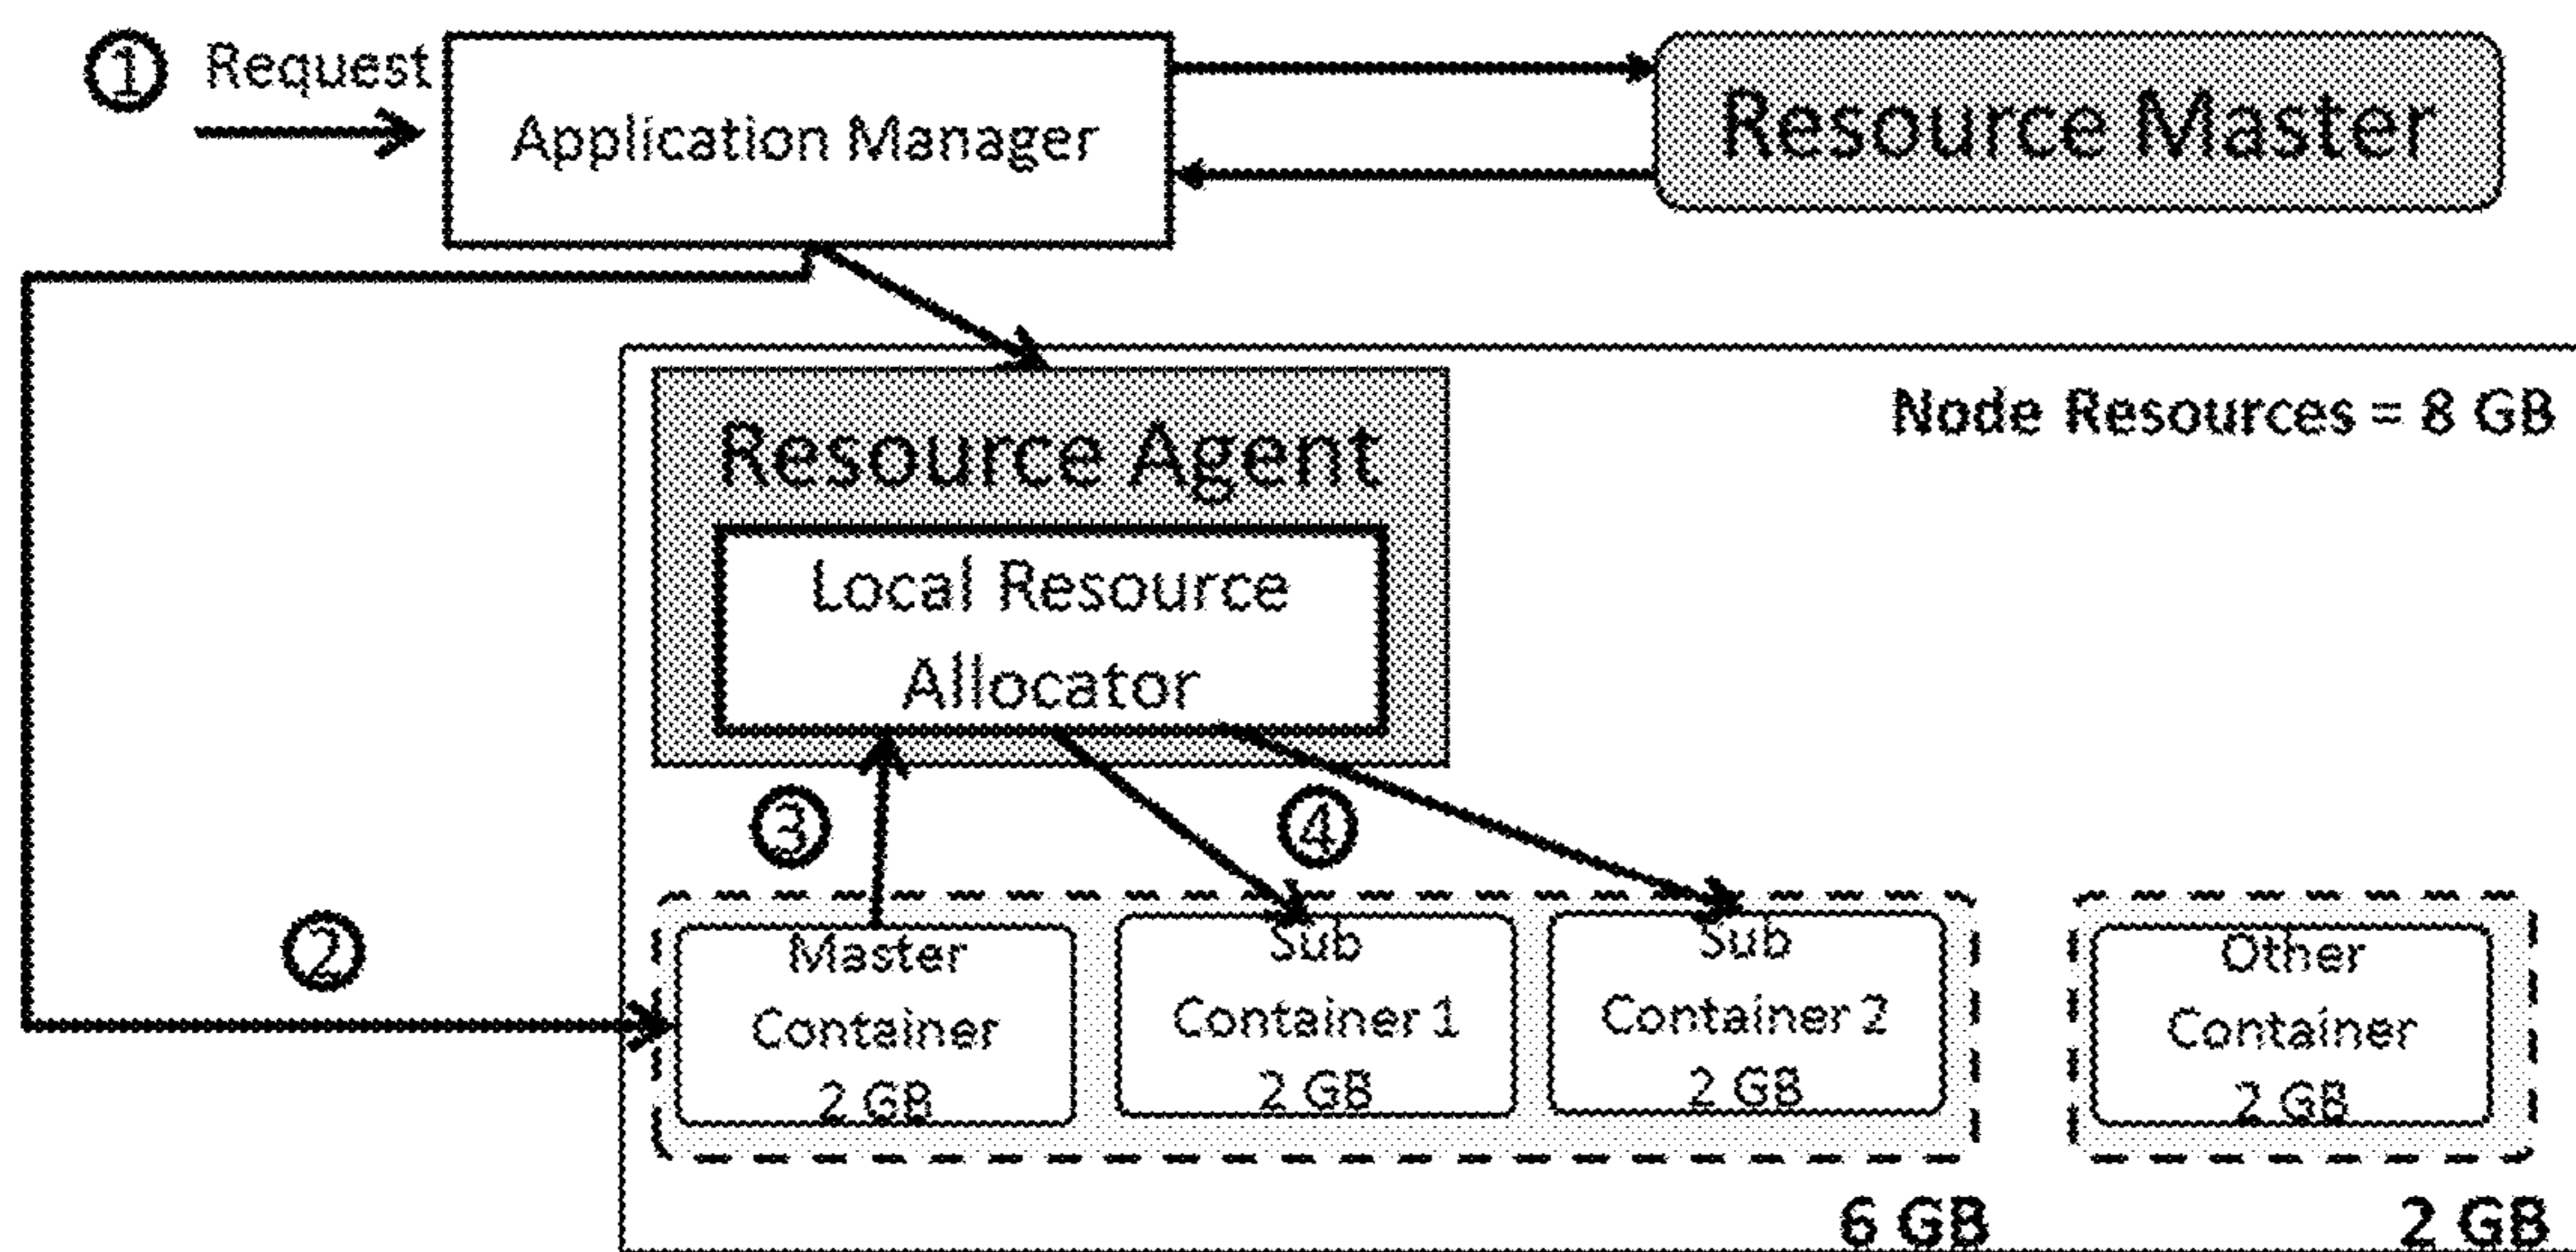 ① Request
Application Manager
Resource Master
Node Resources = 8 GB
Resource Agent
Local Resource
Allocator
③
④
②
Master
Container
2 GB
Sub
Container 1
2 GB
Sub
Container 2
2 GB
Other
Container
2 GB
6 GB
2 GB